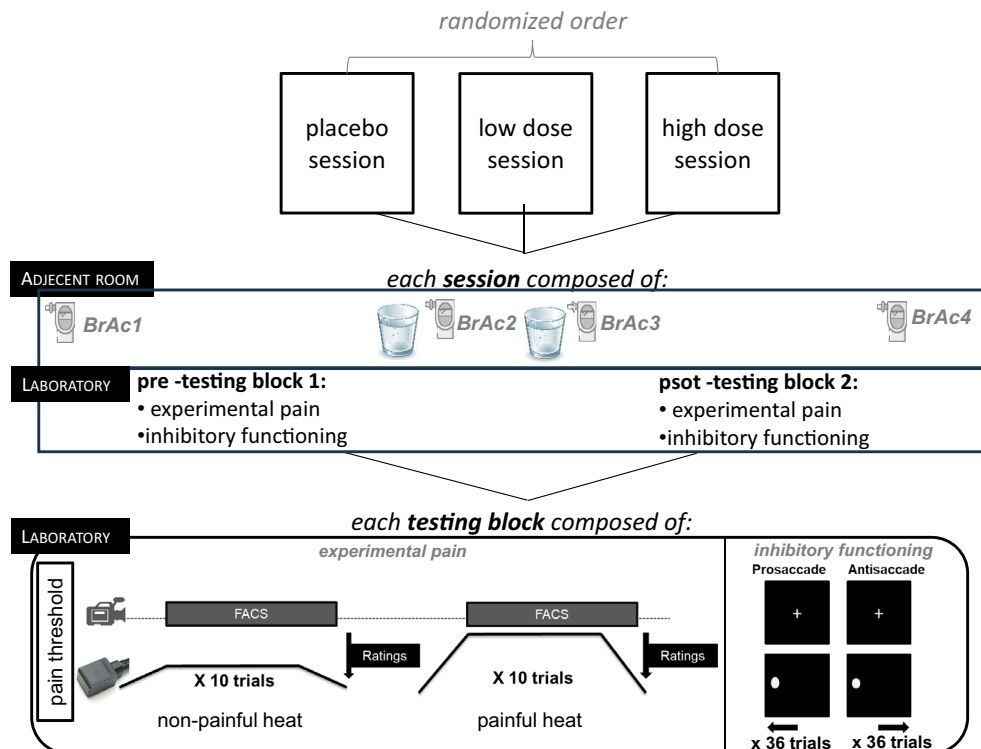 randomized order
placebo
session
low dose
session
high dose
session
ADJECENT ROOM
each session composed of:
BrAc1
BrAc2
BrAc3
BrAc4
LABORATORY
pre -testing block 1:
• experimental pain
•inhibitory functioning
psot -testing block 2:
• experimental pain
•inhibitory functioning
each testing block composed of:
LABORATORY
experimental pain
inhibitory functioning
Prosaccade
Antisaccade
pain threshold
FACS
FACS
Ratings
Ratings
X 10 trials
X 10 trials
non-painful heat
painful heat
x 36 trials
x 36 trials